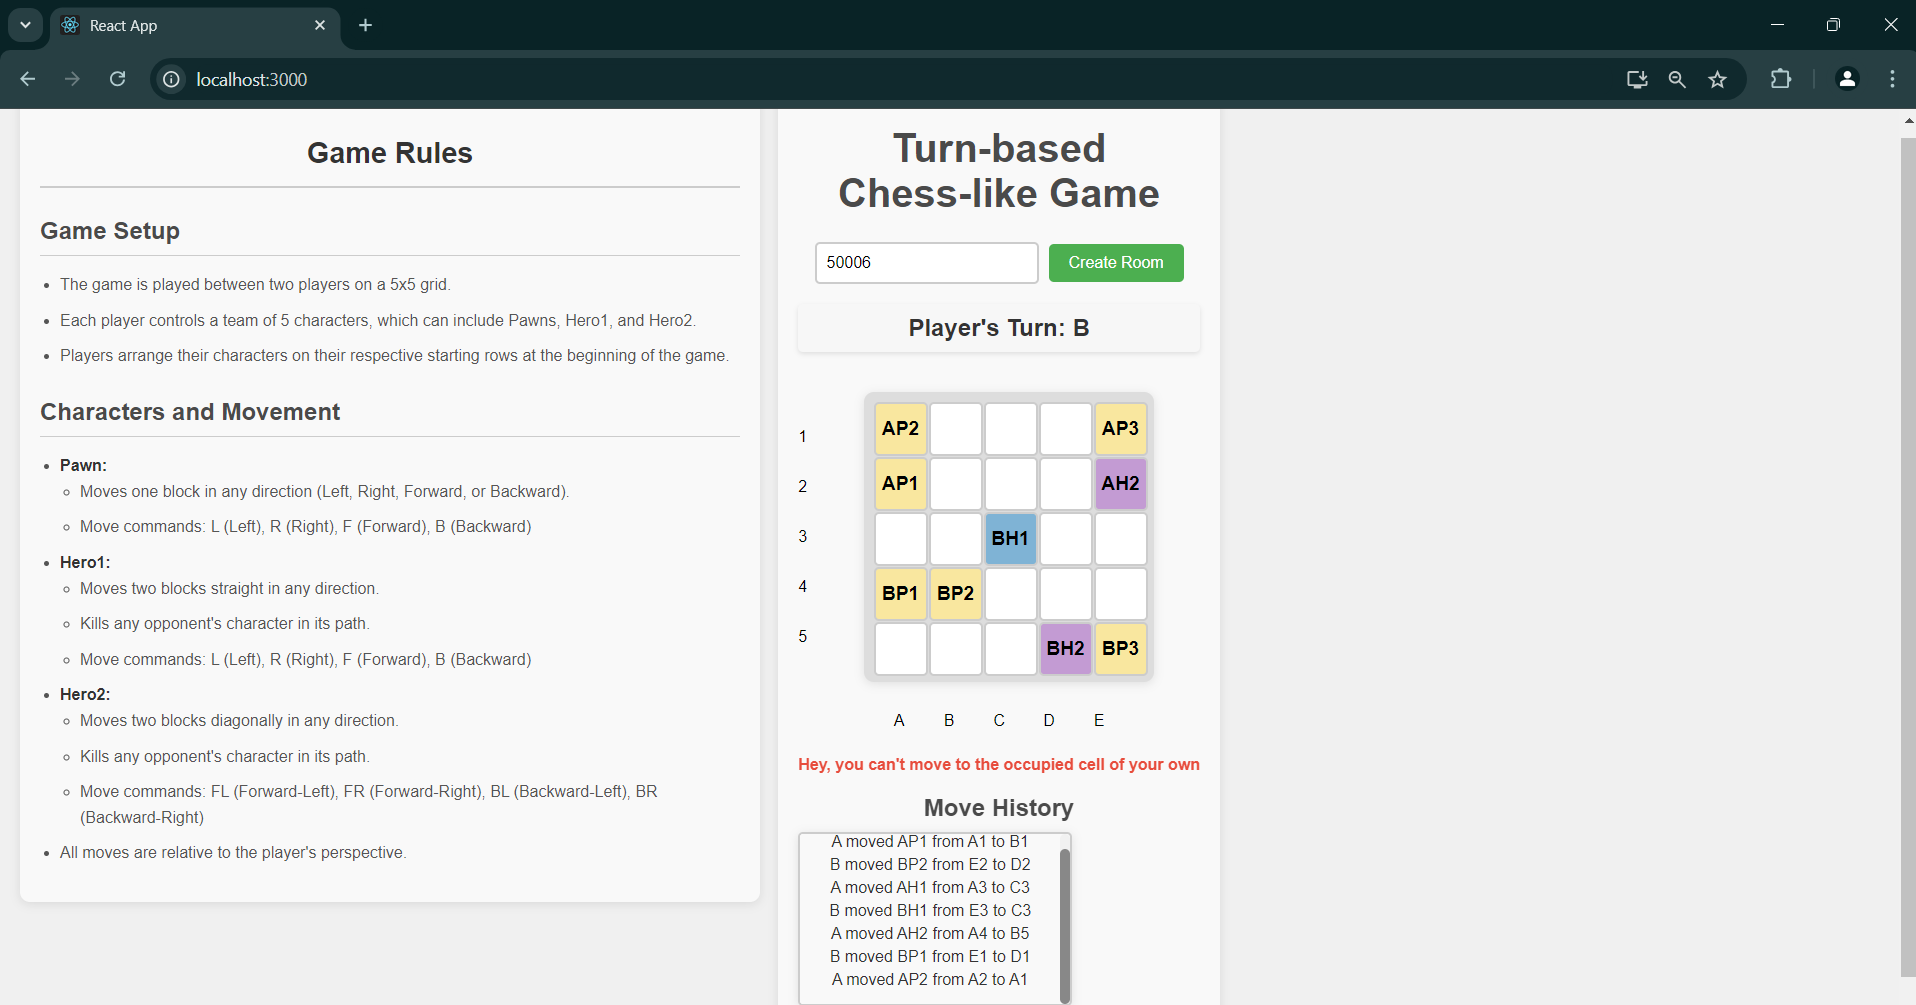 React App
localhost:3000
Game Rules
Game Setup
The game is played between two players on a 5x5 grid.
Each player controls a team of 5 characters, which can include Pawns, Hero1, and Hero2.
Players arrange their characters on their respective starting rows at the beginning of the game.
Characters and Movement
Pawn:
Moves one block in any direction (Left, Right, Forward, or Backward).
Move commands: L (Left), R (Right), F (Forward), B (Backward)
Hero1:
Moves two blocks straight in any direction.
Kills any opponent's character in its path.
Move commands: L (Left), R (Right), F (Forward), B (Backward)
Hero2:
Moves two blocks diagonally in any direction.
Kills any opponent's character in its path.
Move commands: FL (Forward-Left), FR (Forward-Right), BL (Backward-Left), BR
(Backward-Right)
All moves are relative to the player's perspective.
Turn-based
Chess-like Game
50006 Create Room
Player's Turn: B
1 AP2 AP3
2 AP1 AH2
3 BH1
4 BP1 BP2
5 BH2 BP3
A B C D E
Hey, you can't move to the occupied cell of your own
Move History
A moved AP1 from A1 to B1
B moved BP2 from E2 to D2
A moved AH1 from A3 to C3
B moved BH1 from E3 to C3
A moved AH2 from A4 to B5
B moved BP1 from E1 to D1
A moved AP2 from A2 to A1